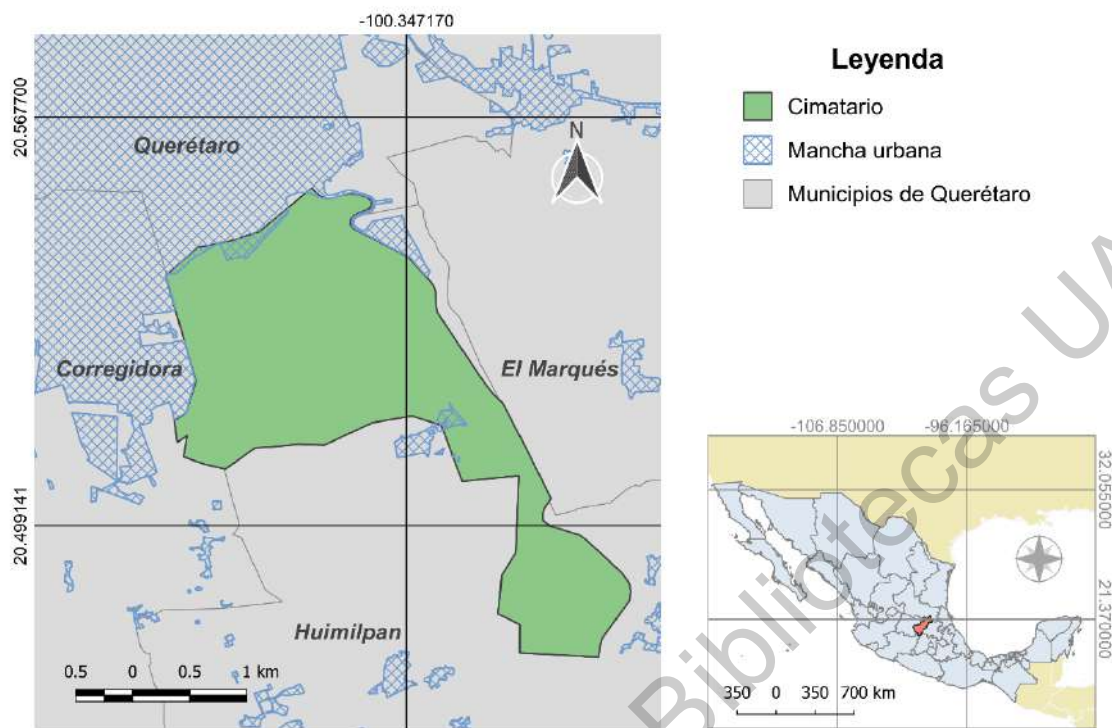 -100.347170
20.567700
20.499141
Querétaro
N
Corregidora
El Marqués
Huimilpan
0.5 0 0.5 1 km
Leyenda
Cimatario
Mancha urbana
Municipios de Querétaro
-106.850000 -96.165000
32.055000
21.370000
350 0 350 700 km
Bibliotecas UA